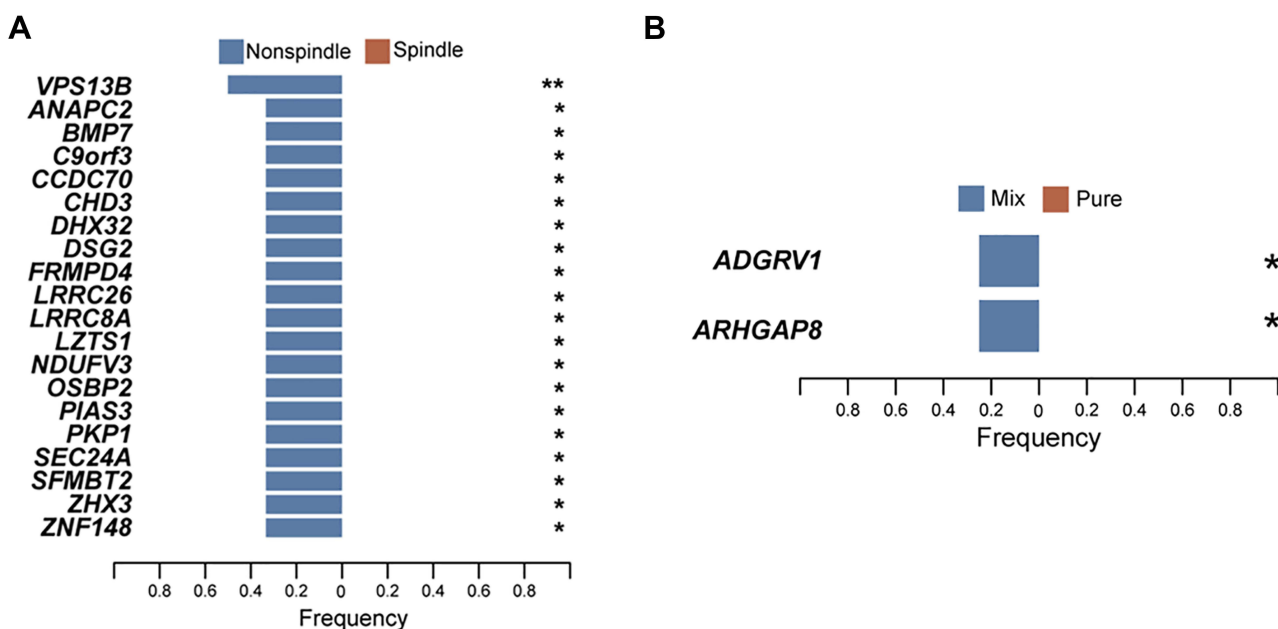 A
Nonspindle Spindle
VPS13B **
ANAPC2 *
BMP7 *
C9orf3 *
CCDC70 *
CHD3 *
DHX32 *
DSG2 *
FRMPD4 *
LRRC26 *
LRRC8A *
LZTS1 *
NDUFV3 *
OSBP2 *
PIAS3 *
PKP1 *
SEC24A *
SFMBT2 *
ZHX3 *
ZNF148 *
0.8 0.6 0.4 0.2 0 0.2 0.4 0.6 0.8
Frequency
B
Mix Pure
ADGRV1 *
ARHGAP8 *
0.8 0.6 0.4 0.2 0 0.2 0.4 0.6 0.8
Frequency